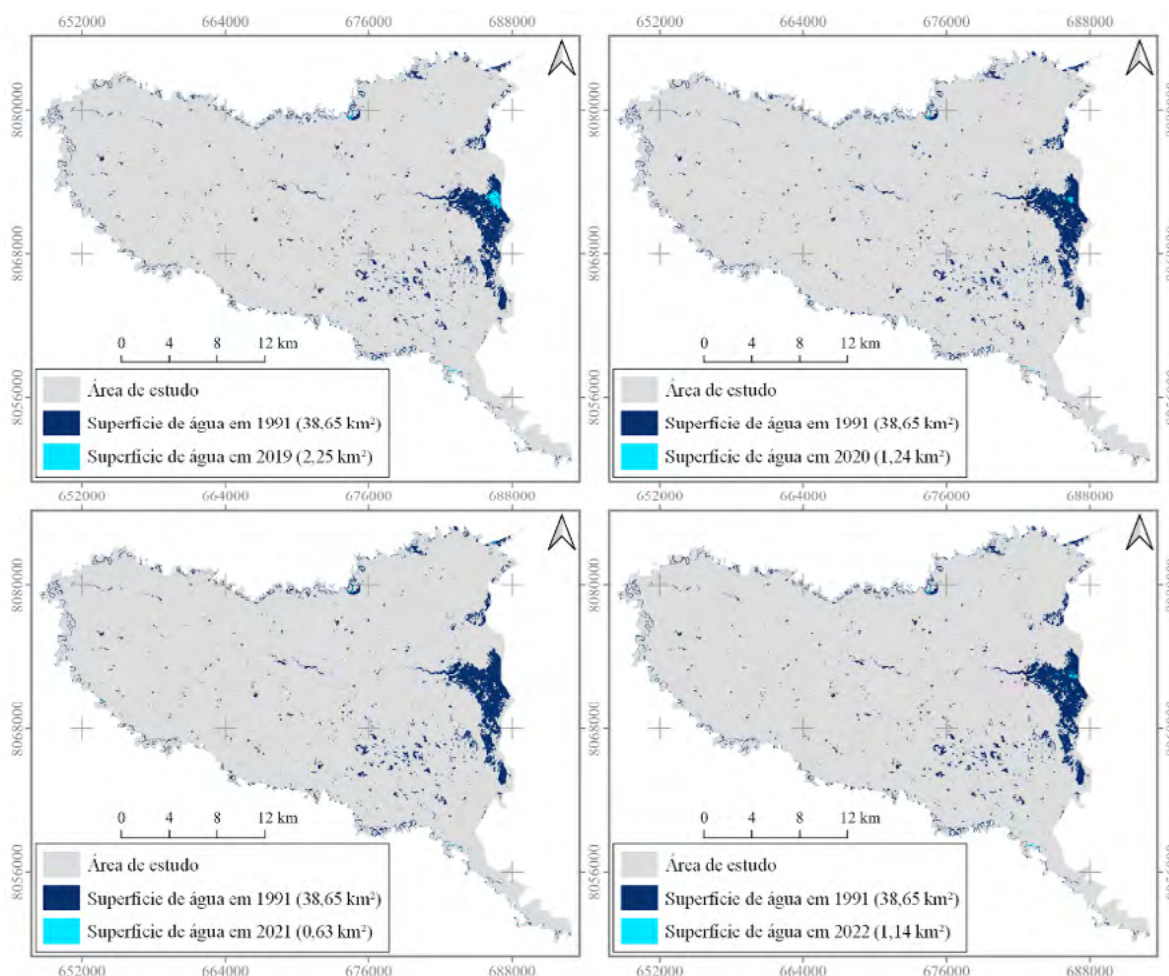 652000 664000 676000 688000 652000 664000 676000 688000
8080000 8080000 8080000
8068000 8068000 8068000
0 4 8 12 km 0 4 8 12 km
8056000 8056000 8056000
Área de estudo Área de estudo
Superfície de água em 1991 (38,65 km²) Superfície de água em 1991 (38,65 km²)
Superfície de água em 2019 (2,25 km²) Superfície de água em 2020 (1,24 km²)
652000 664000 676000 688000 652000 664000 676000 688000
8080000 8080000 8080000
8068000 8068000 8068000
0 4 8 12 km 0 4 8 12 km
8056000 8056000 8056000
Área de estudo Área de estudo
Superfície de água em 1991 (38,65 km²) Superfície de água em 1991 (38,65 km²)
Superfície de água em 2021 (0,63 km²) Superfície de água em 2022 (1,14 km²)
652000 664000 676000 688000 652000 664000 676000 688000